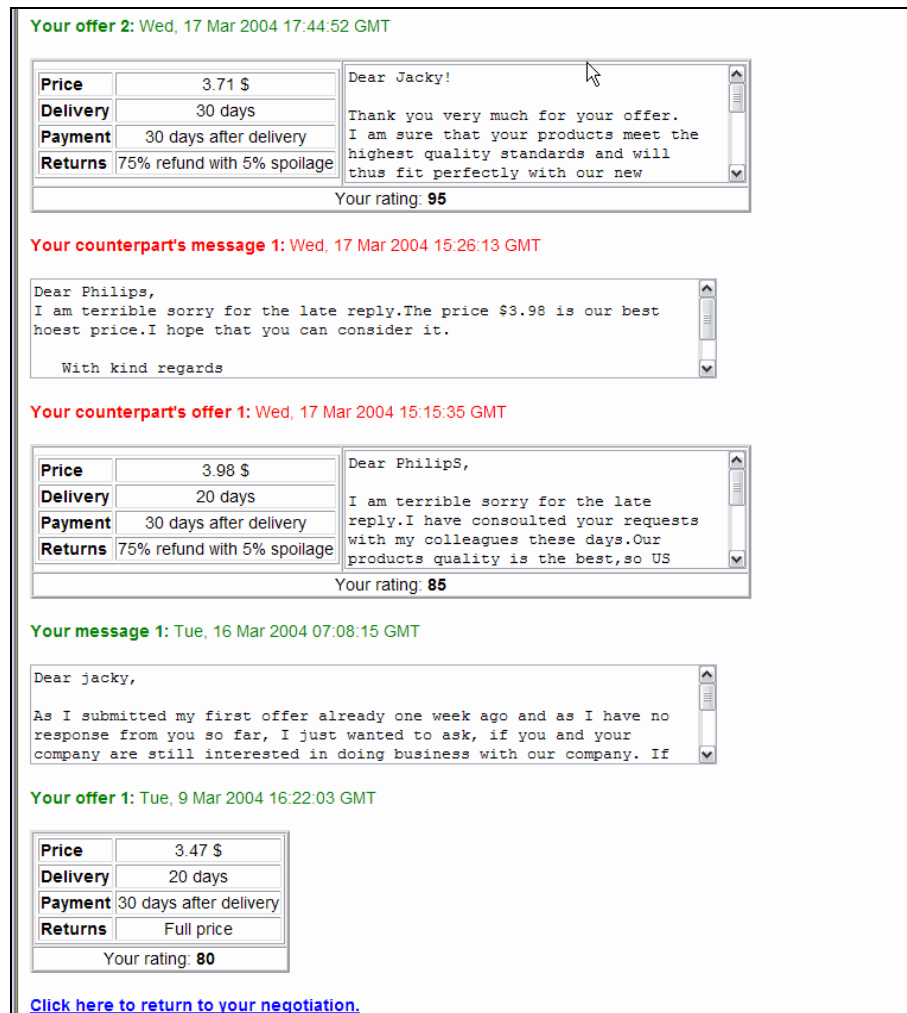 Your offer 2: Wed, 17 Mar 2004 17:44:52 GMT
Price 3.71 $
Delivery 30 days
Payment 30 days after delivery
Returns 75% refund with 5% spoilage
Dear Jacky!
Thank you very much for your offer.
I am sure that your products meet the
highest quality standards and will
thus fit perfectly with our new
Your rating: 95
Your counterpart's message 1: Wed, 17 Mar 2004 15:26:13 GMT
Dear Philips,
I am terrible sorry for the late reply.The price $3.98 is our best
hoest price.I hope that you can consider it.
With kind regards
Your counterpart's offer 1: Wed, 17 Mar 2004 15:15:35 GMT
Price 3.98 $
Delivery 20 days
Payment 30 days after delivery
Returns 75% refund with 5% spoilage
Dear PhilipS,
I am terrible sorry for the late
reply.I have consoulted your requests
with my colleagues these days.Our
products quality is the best,so US
Your rating: 85
Your message 1: Tue, 16 Mar 2004 07:08:15 GMT
Dear jacky,
As I submitted my first offer already one week ago and as I have no
response from you so far, I just wanted to ask, if you and your
company are still interested in doing business with our company. If
Your offer 1: Tue, 9 Mar 2004 16:22:03 GMT
Price 3.47 $
Delivery 20 days
Payment 30 days after delivery
Returns Full price
Your rating: 80
Click here to return to your negotiation.